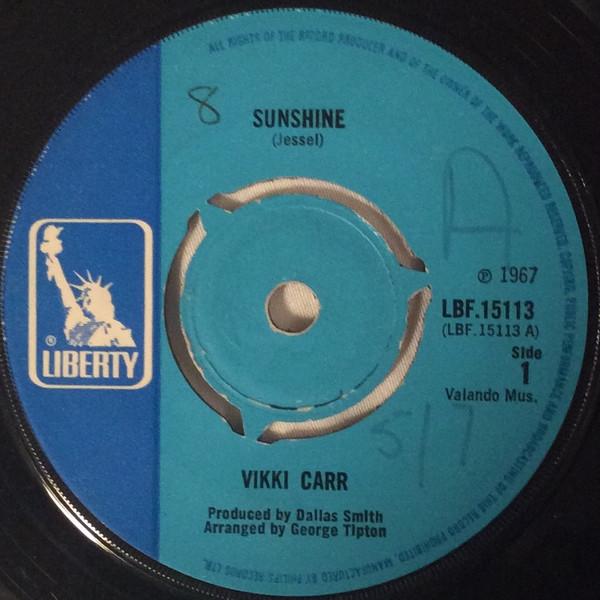 ALL RIGHTS OF THE RECORD PRODUCER AND OF THE OWNER OF THE WORK REPRODUCED RESERVED. COPYING, PUBLIC PERFORMANCE AND BROADCASTING OF THIS RECORD PROHIBITED. MANUFACTURED BY PHILIPS RECORDS LTD.
8
SUNSHINE
(Jessel)
A
℗ 1967
LBF.15113
(LBF.15113 A)
Side
1
Valando Mus.
® LIBERTY
5/7
VIKKI CARR
Produced by Dallas Smith
Arranged by George Tipton